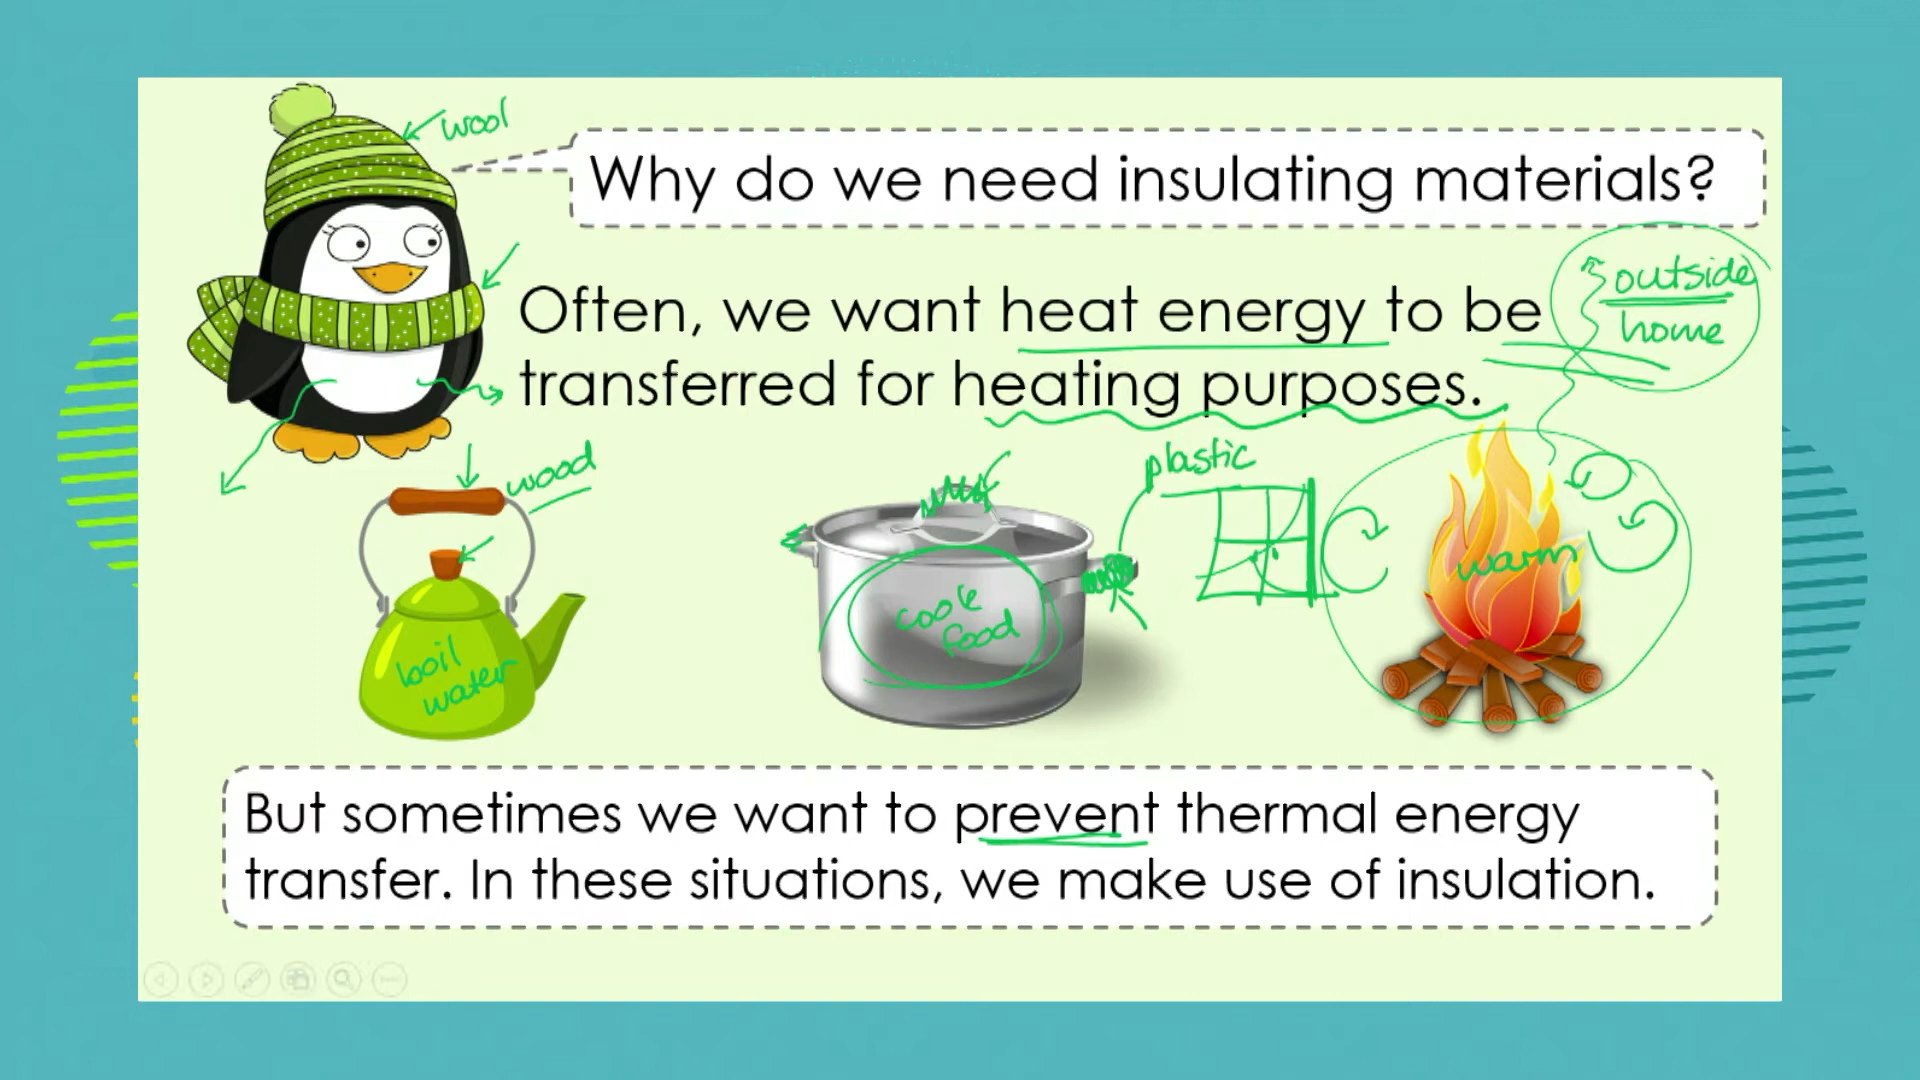 wool
Why do we need insulating materials?
outside
home
Often, we want heat energy to be
transferred for heating purposes.
wood
plastic
boil
water
cook
food
warm
But sometimes we want to prevent thermal energy
transfer. In these situations, we make use of insulation.